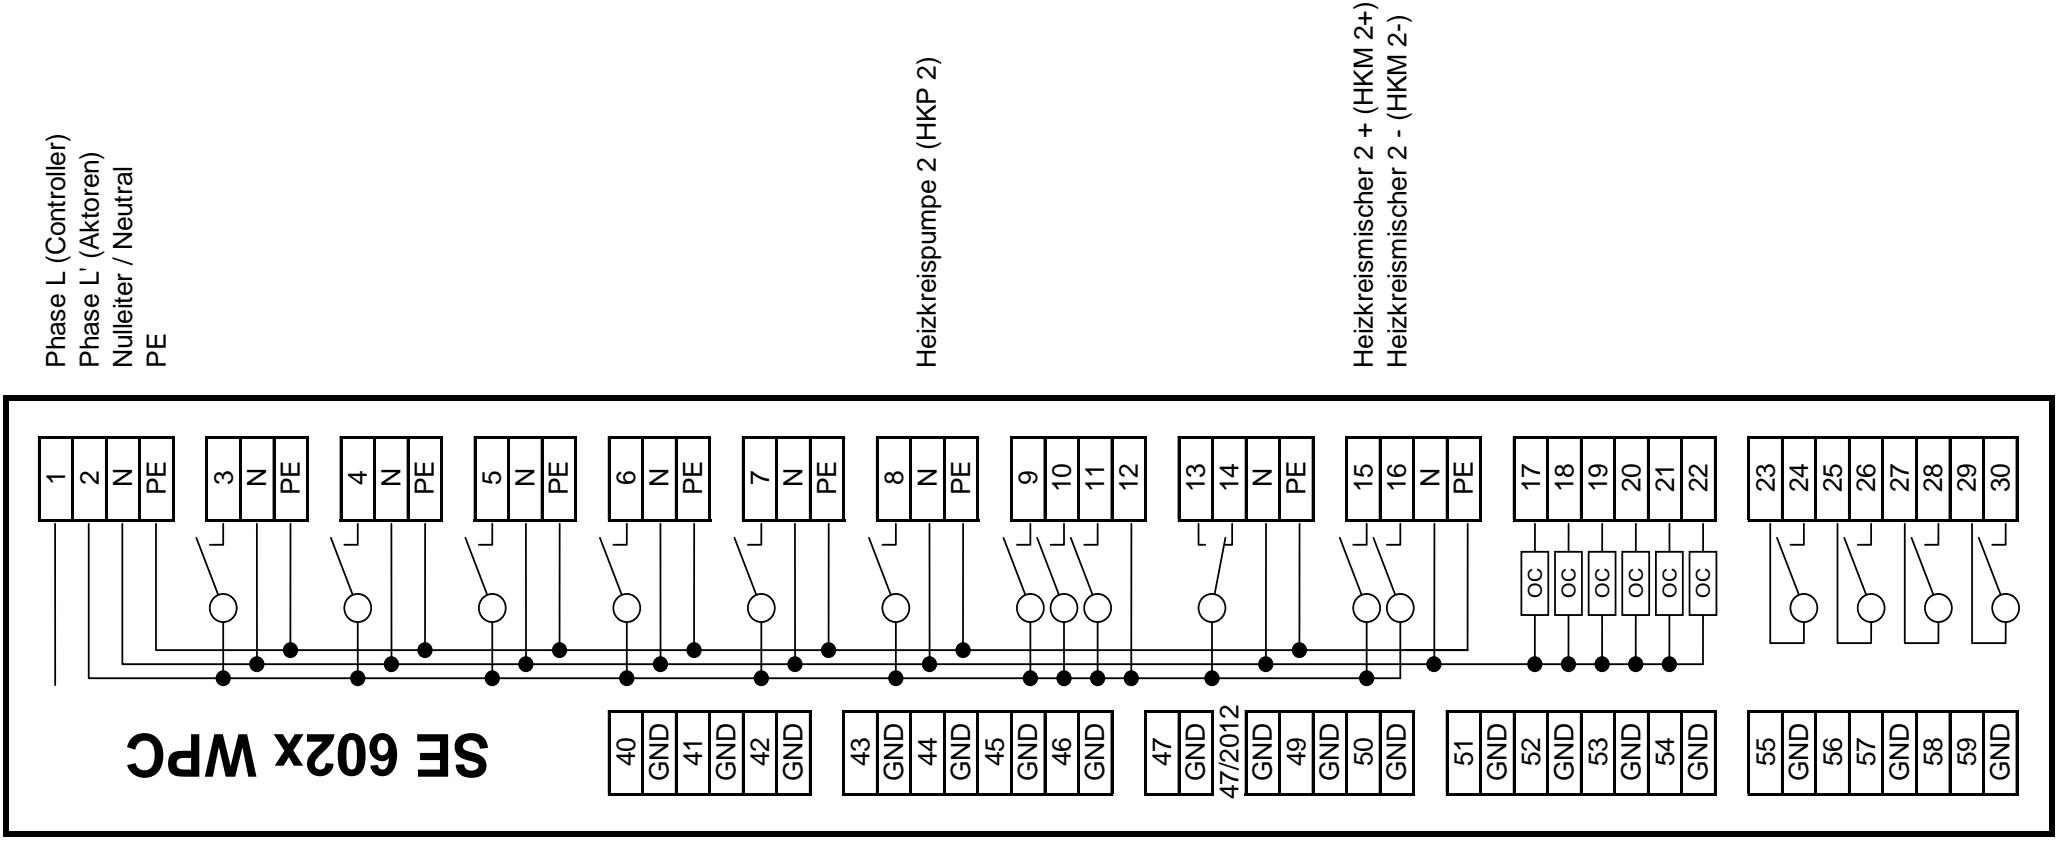 Phase L (Controller)
Phase L' (Aktoren)
Nulleiter / Neutral
PE
Heizkreispumpe 2 (HKP 2)
Heizkreismischer 2 + (HKM 2+)
Heizkreismischer 2 - (HKM 2-)
1 2 N PE
3 N PE
4 N PE
5 N PE
6 N PE
7 N PE
8 N PE
9 10 11 12
13 14 N PE
15 16 N PE
17 18 19 20 21 22
23 24 25 26 27 28 29 30
OC OC OC OC OC OC
SE 602x WPC
40 GND 41 GND 42 GND
43 GND 44 GND 45 GND 46 GND
47 GND
47/2012
GND 49 GND 50 GND
51 GND 52 GND 53 GND 54 GND
55 GND 56 57 GND 58 59 GND